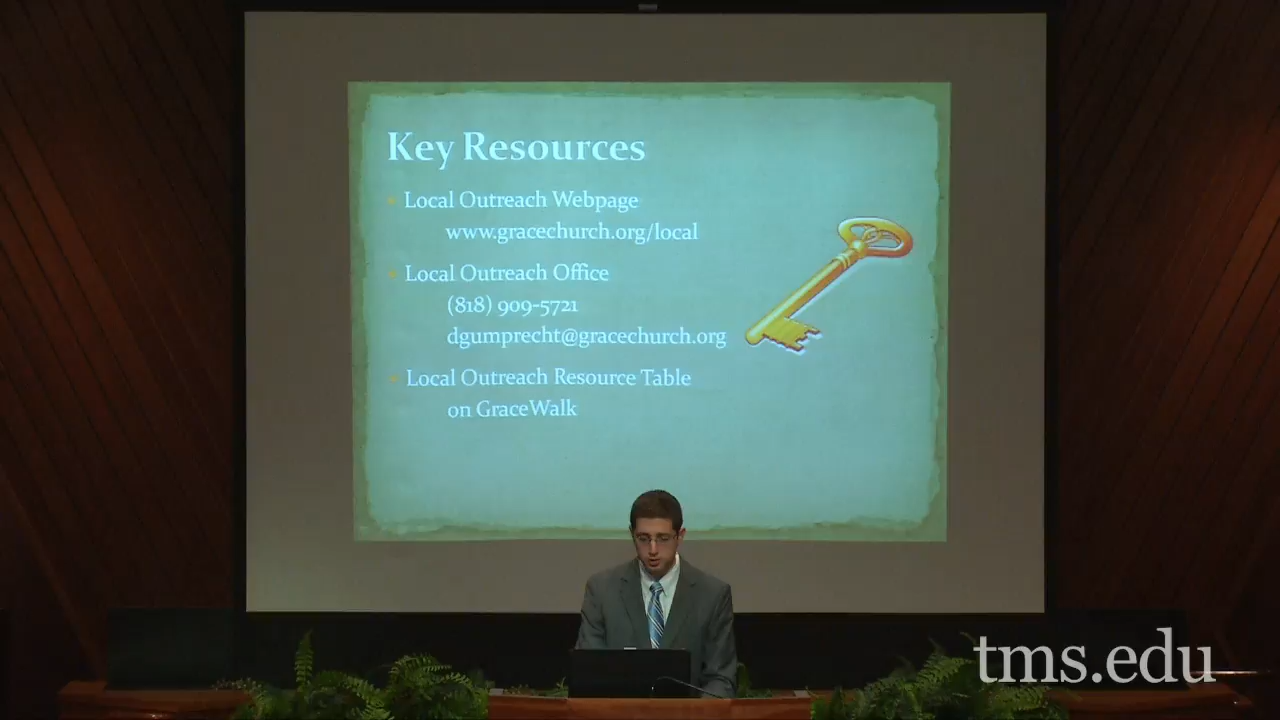 Key Resources
Local Outreach Webpage
www.gracechurch.org/local
Local Outreach Office
(818) 909-5721
dgumprecht@gracechurch.org
Local Outreach Resource Table
on GraceWalk
tms.edu